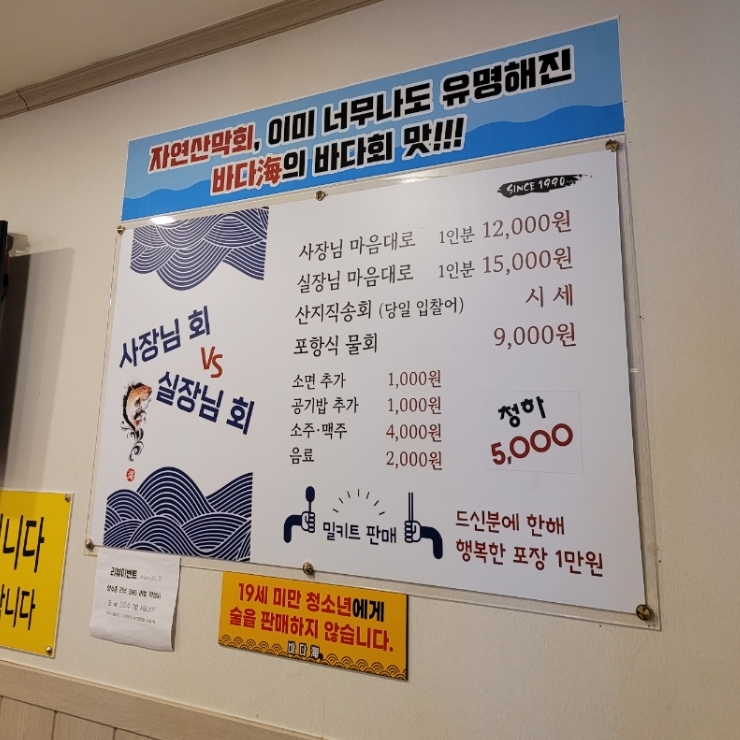 자연산막회, 이미 너무나도 유명해진
바다海의 바다회 맛!!!
SINCE 1990
사장님 회
VS
실장님 회
사장님 마음대로 1인분 12,000원
실장님 마음대로 1인분 15,000원
산지직송회 (당일 입찰어) 시 세
포항식 물회 9,000원
소면 추가 1,000원
공기밥 추가 1,000원
소주·맥주 4,000원
음료 2,000원
청하
5,000
밀키트 판매
드신분에 한해
행복한 포장 1만원
니다
니다
리뷰이벤트
19세 미만 청소년에게
술을 판매하지 않습니다.
바다海